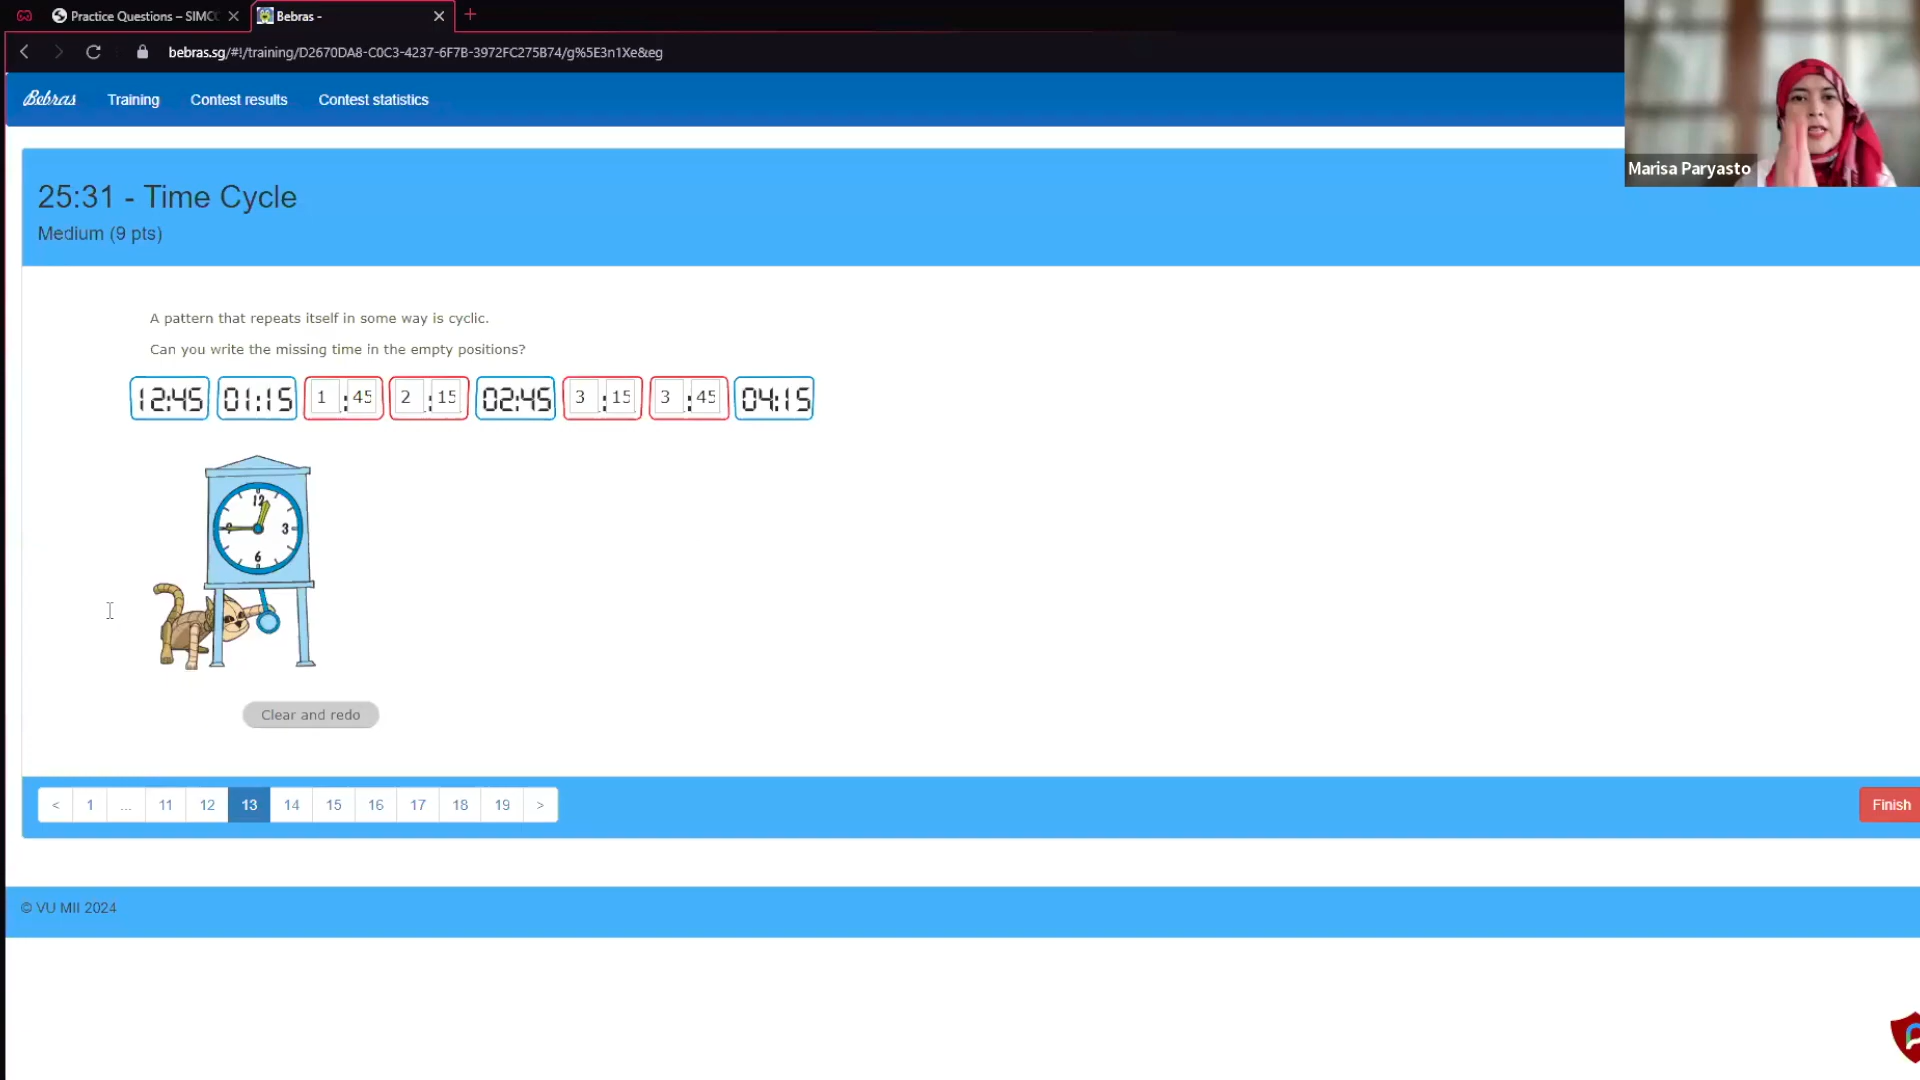 Practice Questions – SIMCC
Bebras -
bebras.sg/#!/training/D2670DA8-C0C3-4237-6F7B-3972FC275B74/g%5E3n1Xe&eg
Bebras Training Contest results Contest statistics
Marisa Paryasto
25:31 - Time Cycle
Medium (9 pts)
A pattern that repeats itself in some way is cyclic.
Can you write the missing time in the empty positions?
12:45 01:15 1 : 45 2 : 15 02:45 3 : 15 3 : 45 04:15
12
9 3
6
Clear and redo
< 1 ... 11 12 13 14 15 16 17 18 19 >
Finish
© VU MII 2024